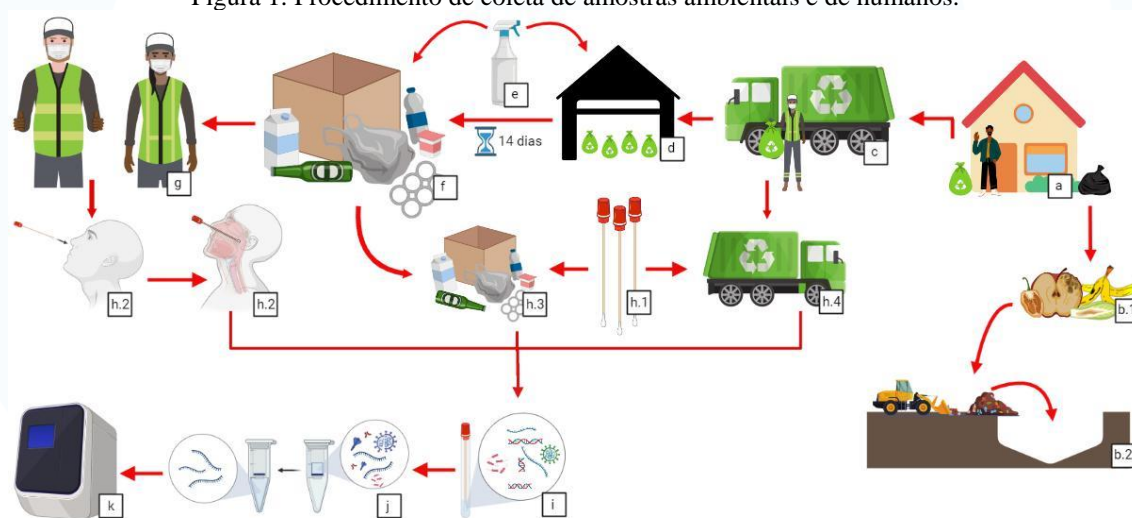 Figura 1. Procedimento de coleta de amostras ambientais e de humanos.
e
14 dias
d
c
a
g
f
h.2
h.2
h.3
h.1
h.4
b.1
b.2
k
j
i